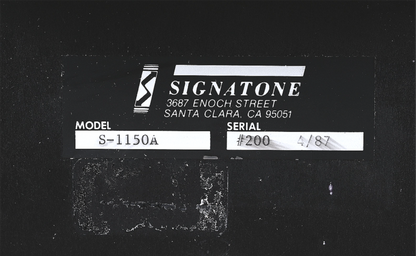 SIGNATONE
3687 ENOCH STREET
SANTA CLARA, CA 95051
MODEL SERIAL
S-1150A #200 4/87